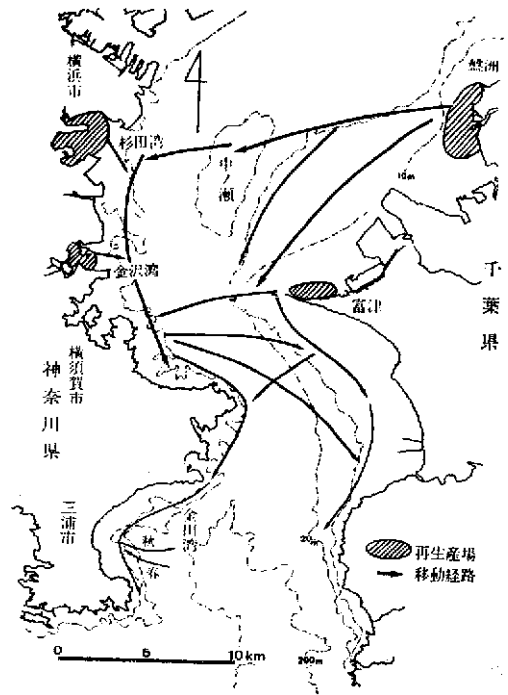 横浜市
杉田湾
中ノ瀬
盤洲
10m
金沢湾
富津
千葉県
横須賀市
神奈川県
三浦市
金田湾
秋
春
20m
200m
再生産場
移動経路
0 5 10km